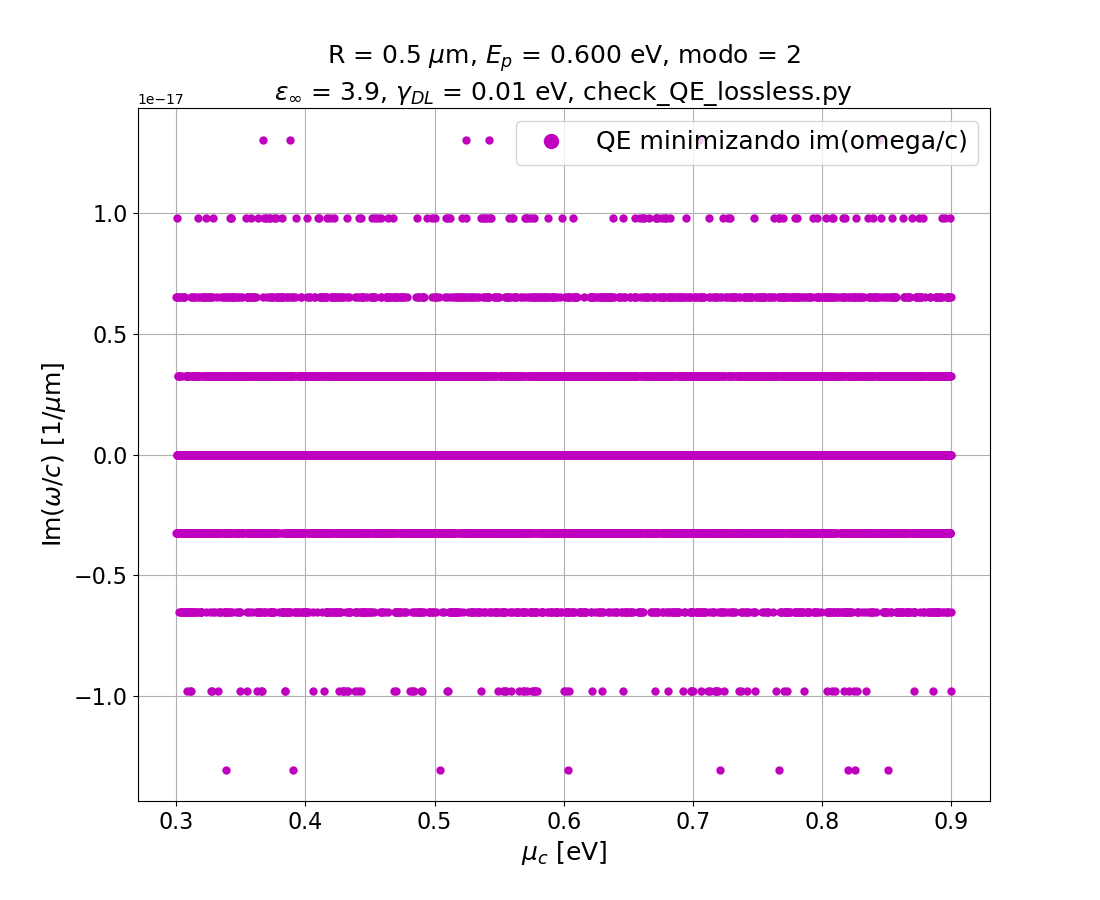 R = 0.5 μm, E_p = 0.600 eV, modo = 2
ε_∞ = 3.9, γ_DL = 0.01 eV, check_QE_lossless.py
1e−17
QE minimizando im(omega/c)
1.0
0.5
0.0
−0.5
−1.0
Im(ω/c) [1/μm]
0.3 0.4 0.5 0.6 0.7 0.8 0.9
μ_c [eV]